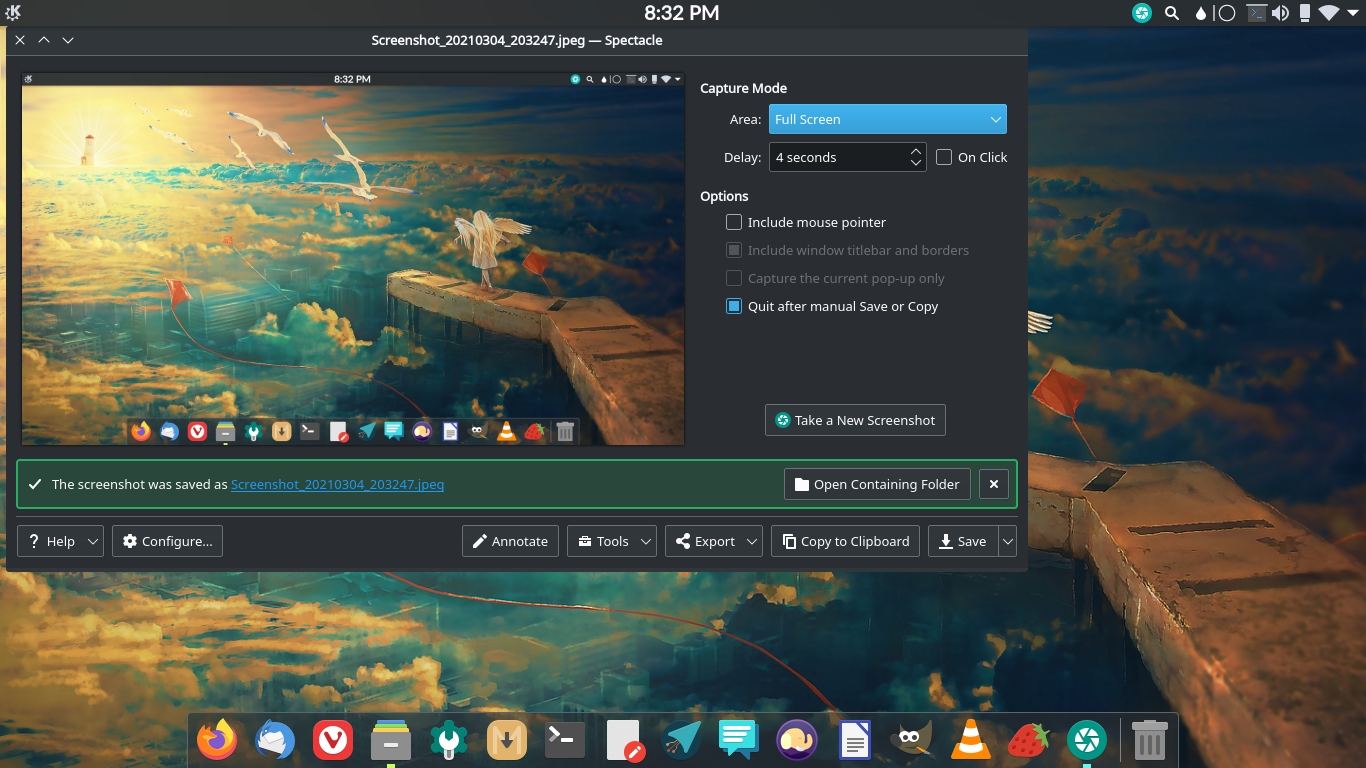 8:32 PM
Screenshot_20210304_203247.jpeg — Spectacle
8:32 PM
Capture Mode
Area: Full Screen
Delay: 4 seconds On Click
Options
Include mouse pointer
Include window titlebar and borders
Capture the current pop-up only
Quit after manual Save or Copy
Take a New Screenshot
The screenshot was saved as Screenshot_20210304_203247.jpeg Open Containing Folder
Help Configure... Annotate Tools Export Copy to Clipboard Save